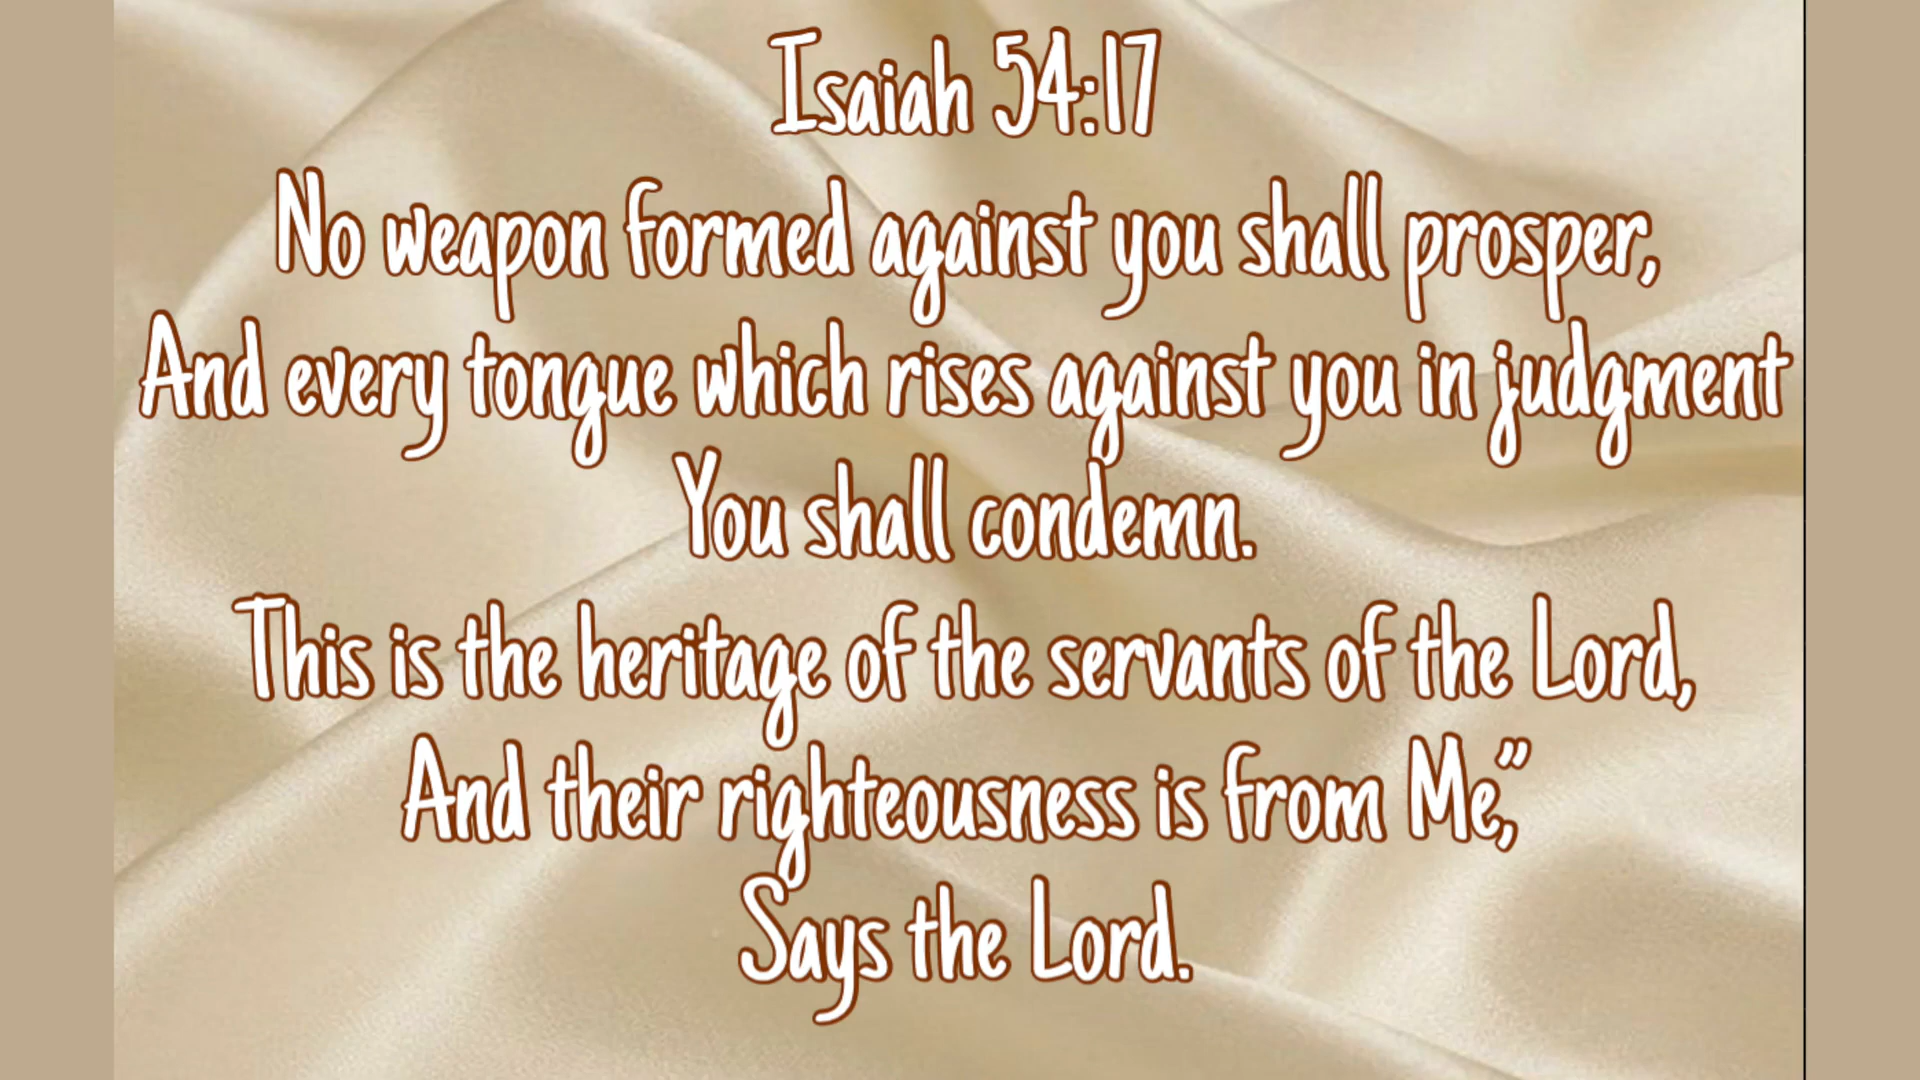 Isaiah 54:17
No weapon formed against you shall prosper,
And every tongue which rises against you in judgment
You shall condemn.
This is the heritage of the servants of the Lord,
And their righteousness is from Me,”
Says the Lord.